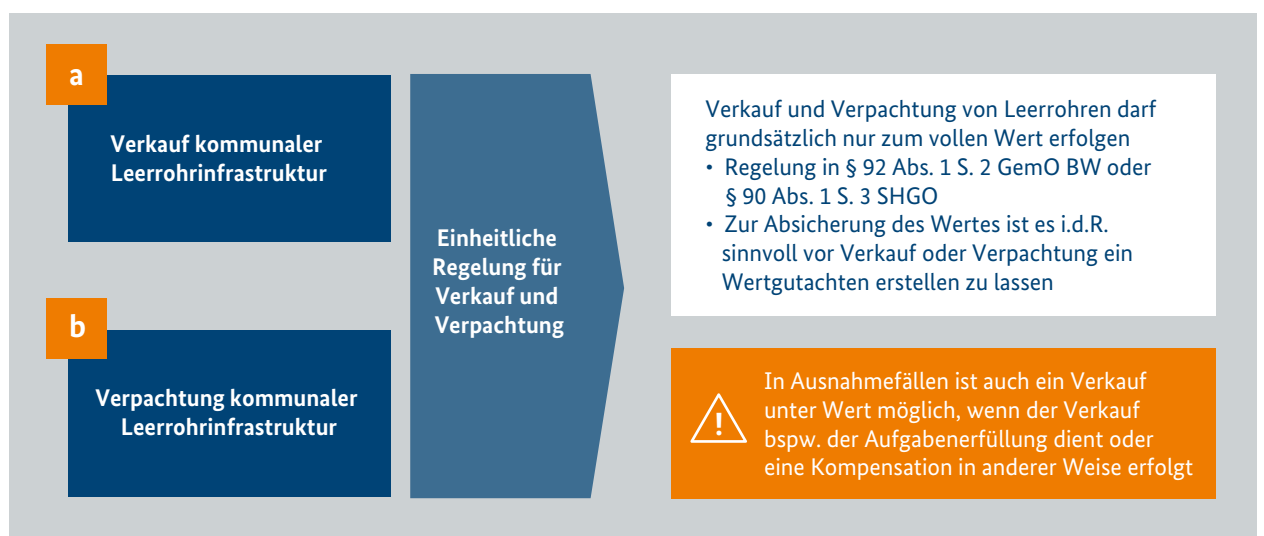 a
Verkauf kommunaler
Leerrohrinfrastruktur
b
Verpachtung kommunaler
Leerrohrinfrastruktur
Einheitliche
Regelung für
Verkauf und
Verpachtung
Verkauf und Verpachtung von Leerrohren darf
grundsätzlich nur zum vollen Wert erfolgen
• Regelung in § 92 Abs. 1 S. 2 GemO BW oder
§ 90 Abs. 1 S. 3 SHGO
• Zur Absicherung des Wertes ist es i.d.R.
sinnvoll vor Verkauf oder Verpachtung ein
Wertgutachten erstellen zu lassen
!
In Ausnahmefällen ist auch ein Verkauf
unter Wert möglich, wenn der Verkauf
bspw. der Aufgabenerfüllung dient oder
eine Kompensation in anderer Weise erfolgt